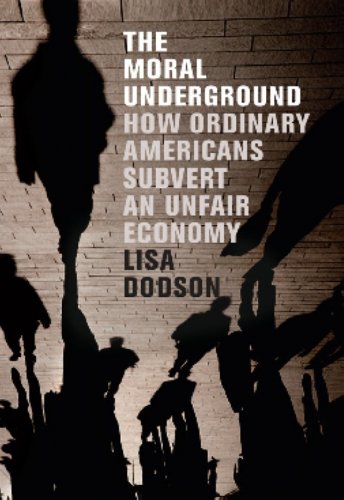 THE
MORAL
UNDERGROUND
HOW ORDINARY
AMERICANS
SUBVERT
AN UNFAIR
ECONOMY
LISA
DODSON